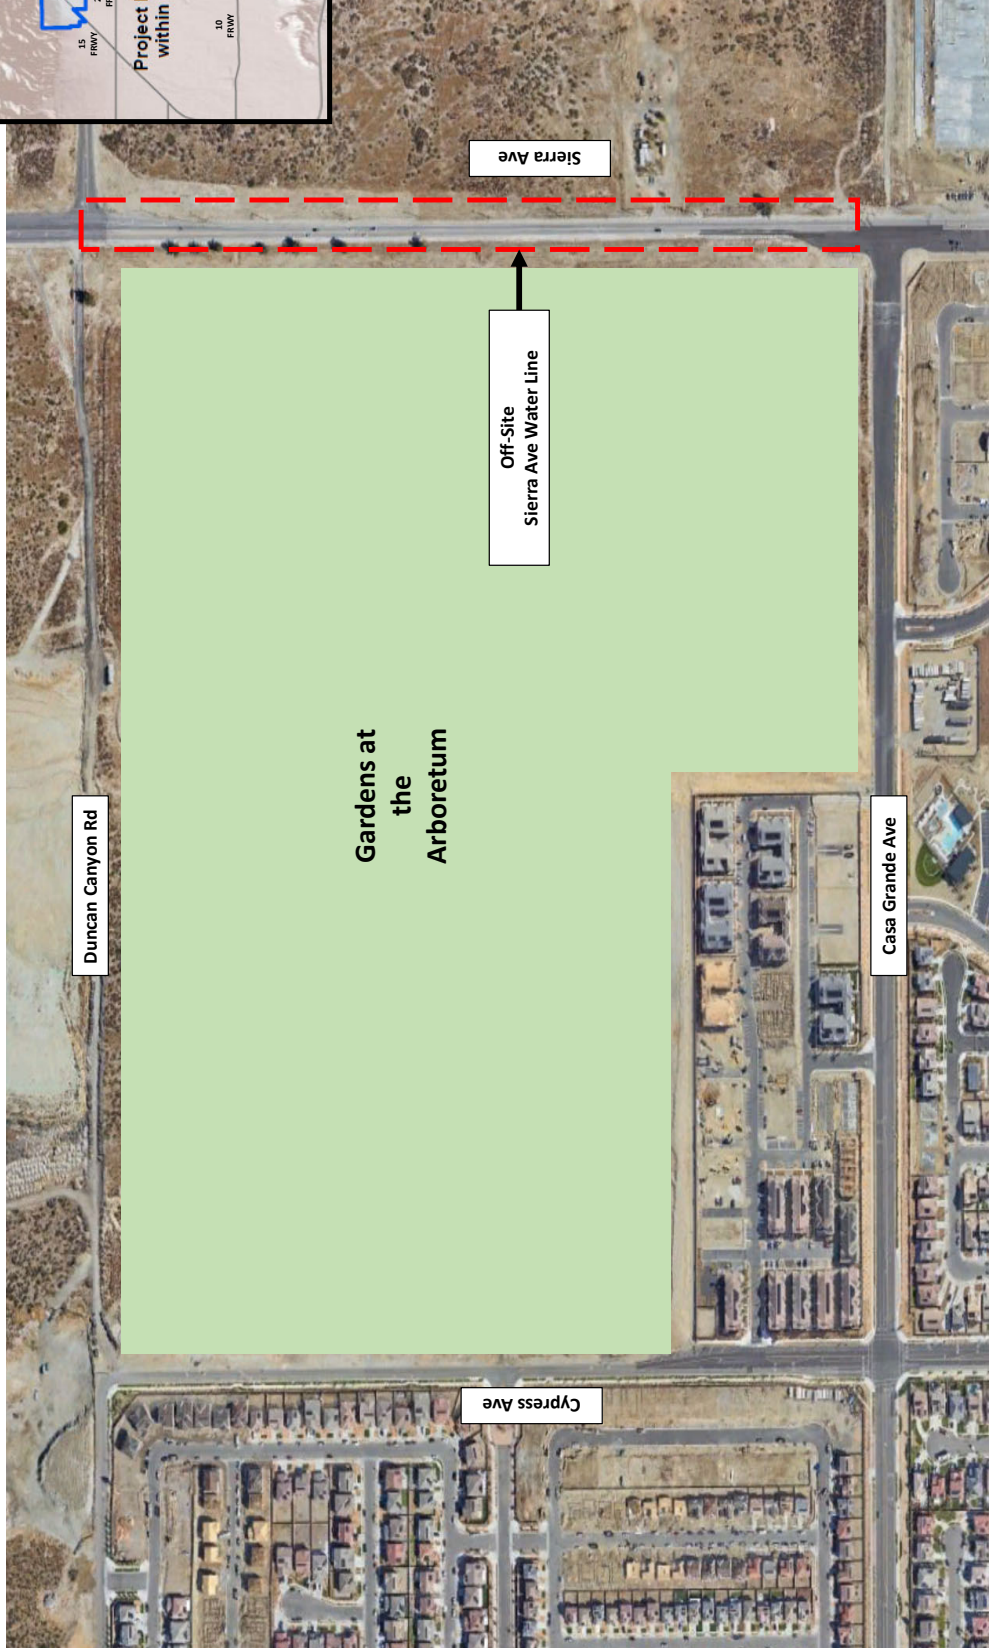 15
FRWY
10
FRWY
Project
within
Sierra Ave
Off-Site
Sierra Ave Water Line
Gardens at
the
Arboretum
Duncan Canyon Rd
Casa Grande Ave
Cypress Ave